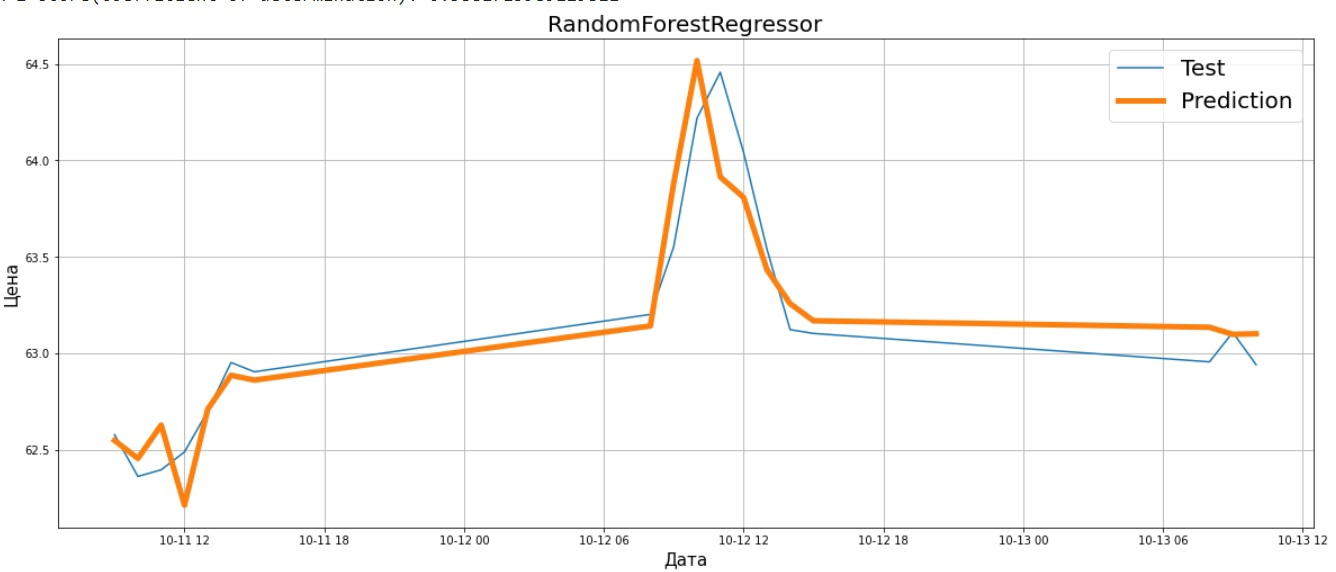 RandomForestRegressor
Test
Prediction
64.5
64.0
63.5
63.0
62.5
Цена
10-11 12
10-11 18
10-12 00
10-12 06
10-12 12
10-12 18
10-13 00
10-13 06
10-13 12
Дата